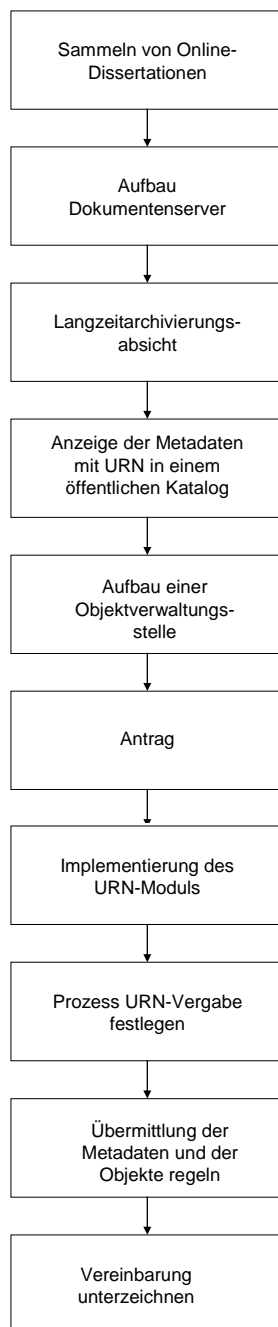 Sammeln von Online-
Dissertationen
Aufbau
Dokumentenserver
Langzeitarchivierungs-
absicht
Anzeige der Metadaten
mit URN in einem
öffentlichen Katalog
Aufbau einer
Objektverwaltungs-
stelle
Antrag
Implementierung des
URN-Moduls
Prozess URN-Vergabe
festlegen
Übermittlung der
Metadaten und der
Objekte regeln
Vereinbarung
unterzeichnen